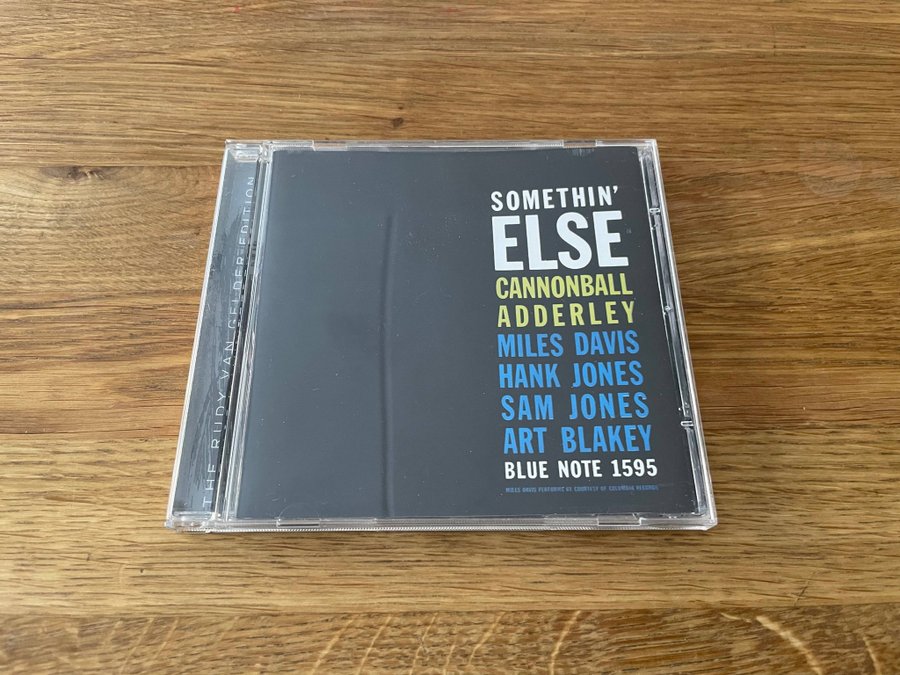 THE RUDY VAN GELDER EDITION
SOMETHIN'
ELSE
CANNONBALL
ADDERLEY
MILES DAVIS
HANK JONES
SAM JONES
ART BLAKEY
BLUE NOTE 1595
MILES DAVIS PERFORMS BY COURTESY OF COLUMBIA RECORDS